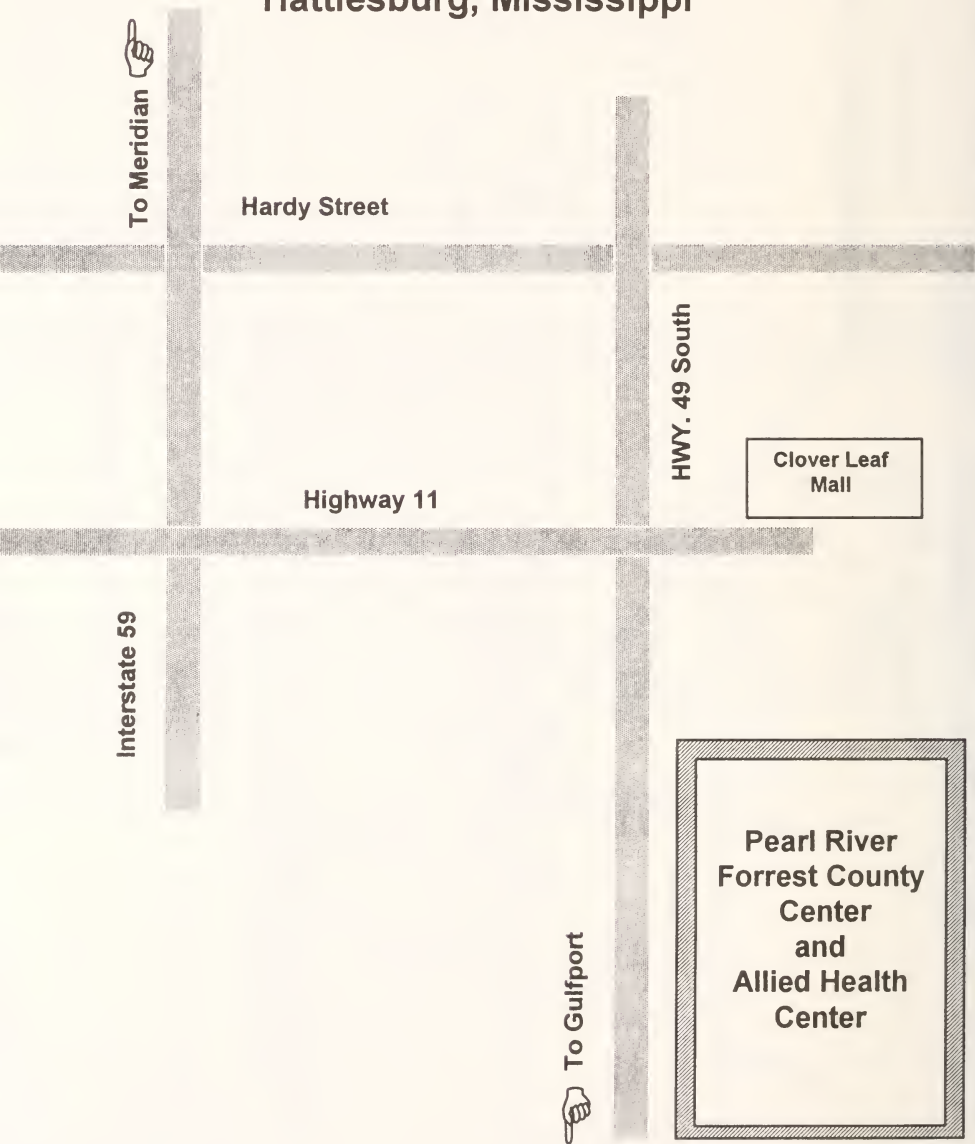 Hattiesburg, Mississippi
To Meridian
Hardy Street
HWY. 49 South
Clover Leaf
Mall
Highway 11
Interstate 59
Pearl River
Forrest County
Center
and
Allied Health
Center
To Gulfport